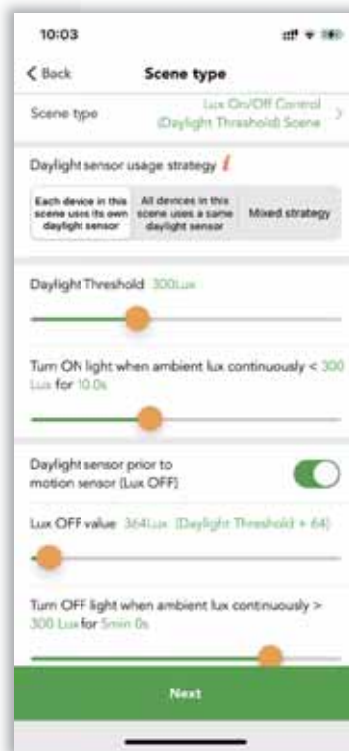 10:03
Back
Scene type
Scene type
Lux On/Off Control
(Daylight Threshold) Scene
Daylight sensor usage strategy i
Each device in this
scene uses its own
daylight sensor
All devices in this
scene uses a same
daylight sensor
Mixed strategy
Daylight Threshold 300Lux
Turn ON light when ambient lux continuously < 300
Lux for 10.0s
Daylight sensor prior to
motion sensor (Lux OFF)
Lux OFF value 364Lux (Daylight Threshold + 64)
Turn OFF light when ambient lux continuously >
300 Lux for 5min 0s
Next